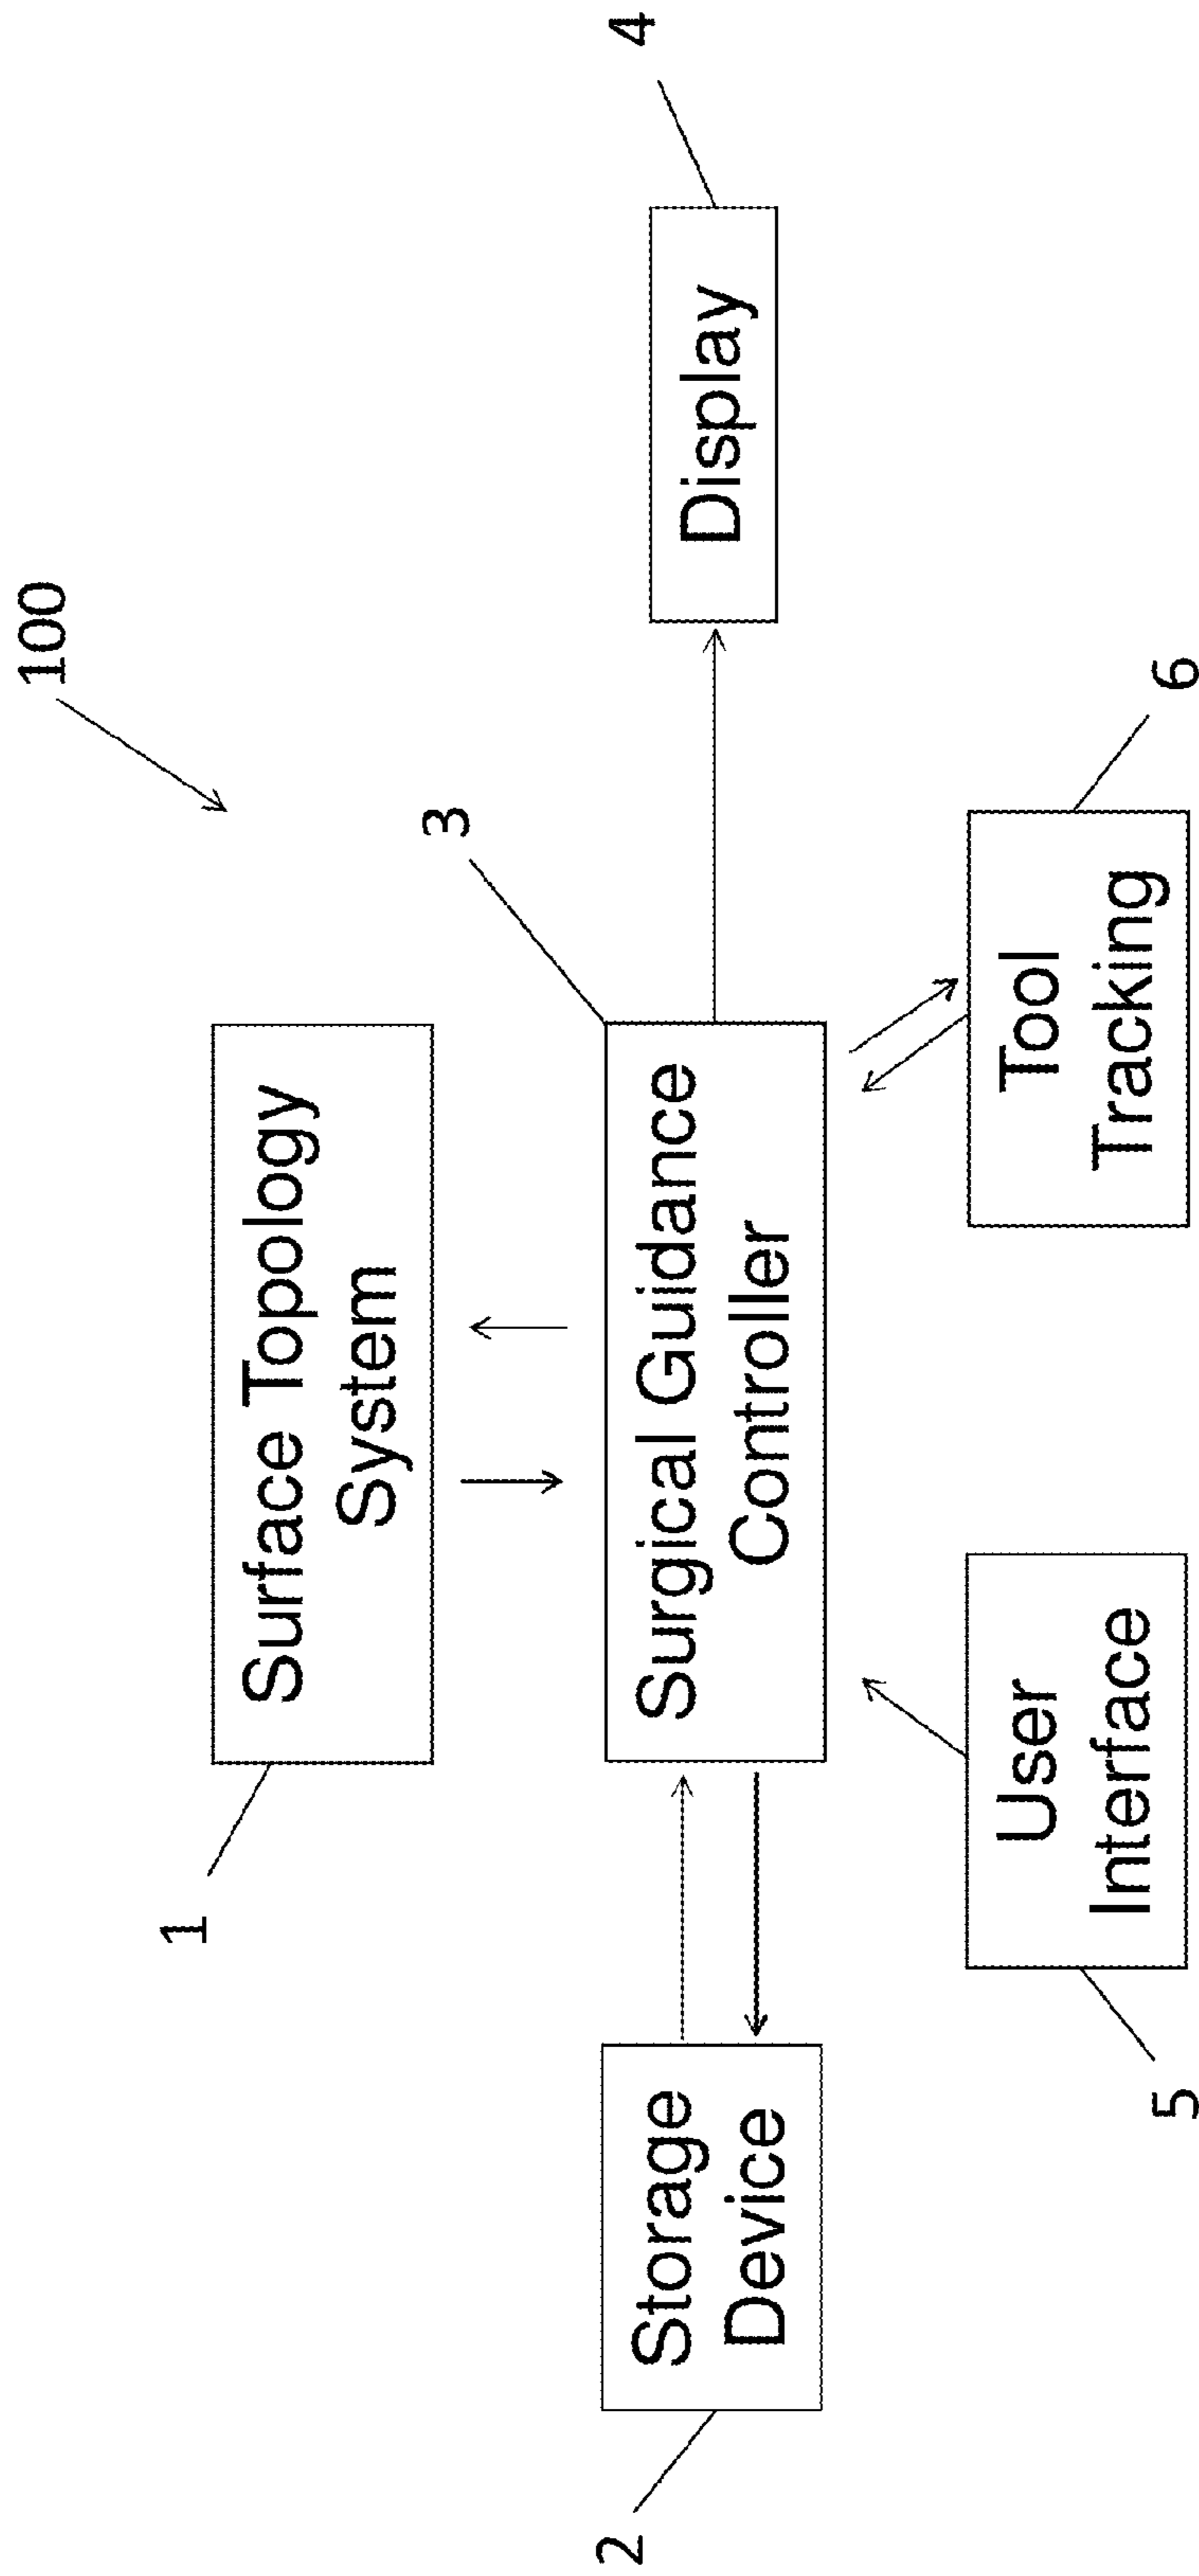 100
1
Surface Topology
System
3
4
2
Storage
Device
Surgical Guidance
Controller
Display
5
User
Interface
Tool
Tracking
6